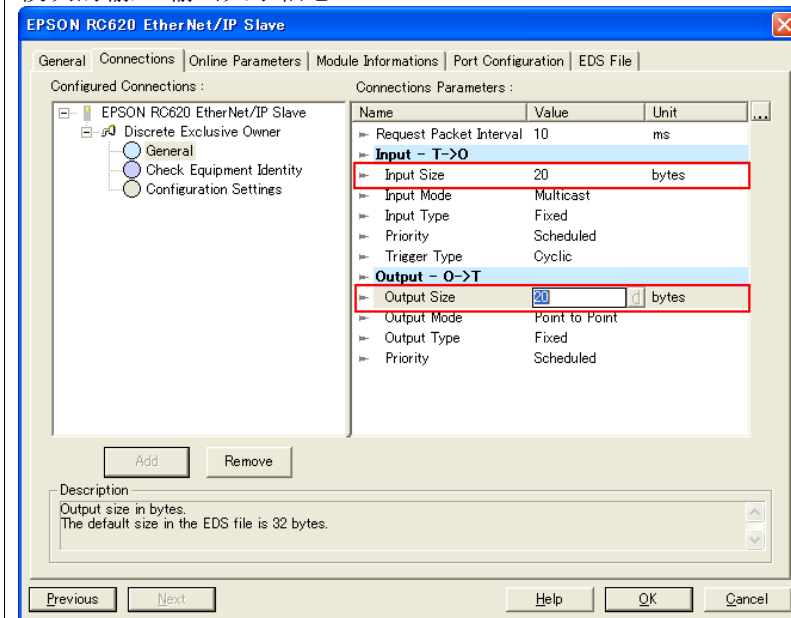 EPSON RC620 EtherNet/IP Slave
General Connections Online Parameters Module Informations Port Configuration EDS File
Configured Connections :
EPSON RC620 EtherNet/IP Slave
Discrete Exclusive Owner
General
Check Equipment Identity
Configuration Settings
Connections Parameters :
Name Value Unit ...
Request Packet Interval 10 ms
Input - T->O
Input Size 20 bytes
Input Mode Multicast
Input Type Fixed
Priority Scheduled
Trigger Type Cyclic
Output - O->T
Output Size 20 d bytes
Output Mode Point to Point
Output Type Fixed
Priority Scheduled
Add Remove
Description
Output size in bytes.
The default size in the EDS file is 32 bytes.
Previous Next Help OK Cancel